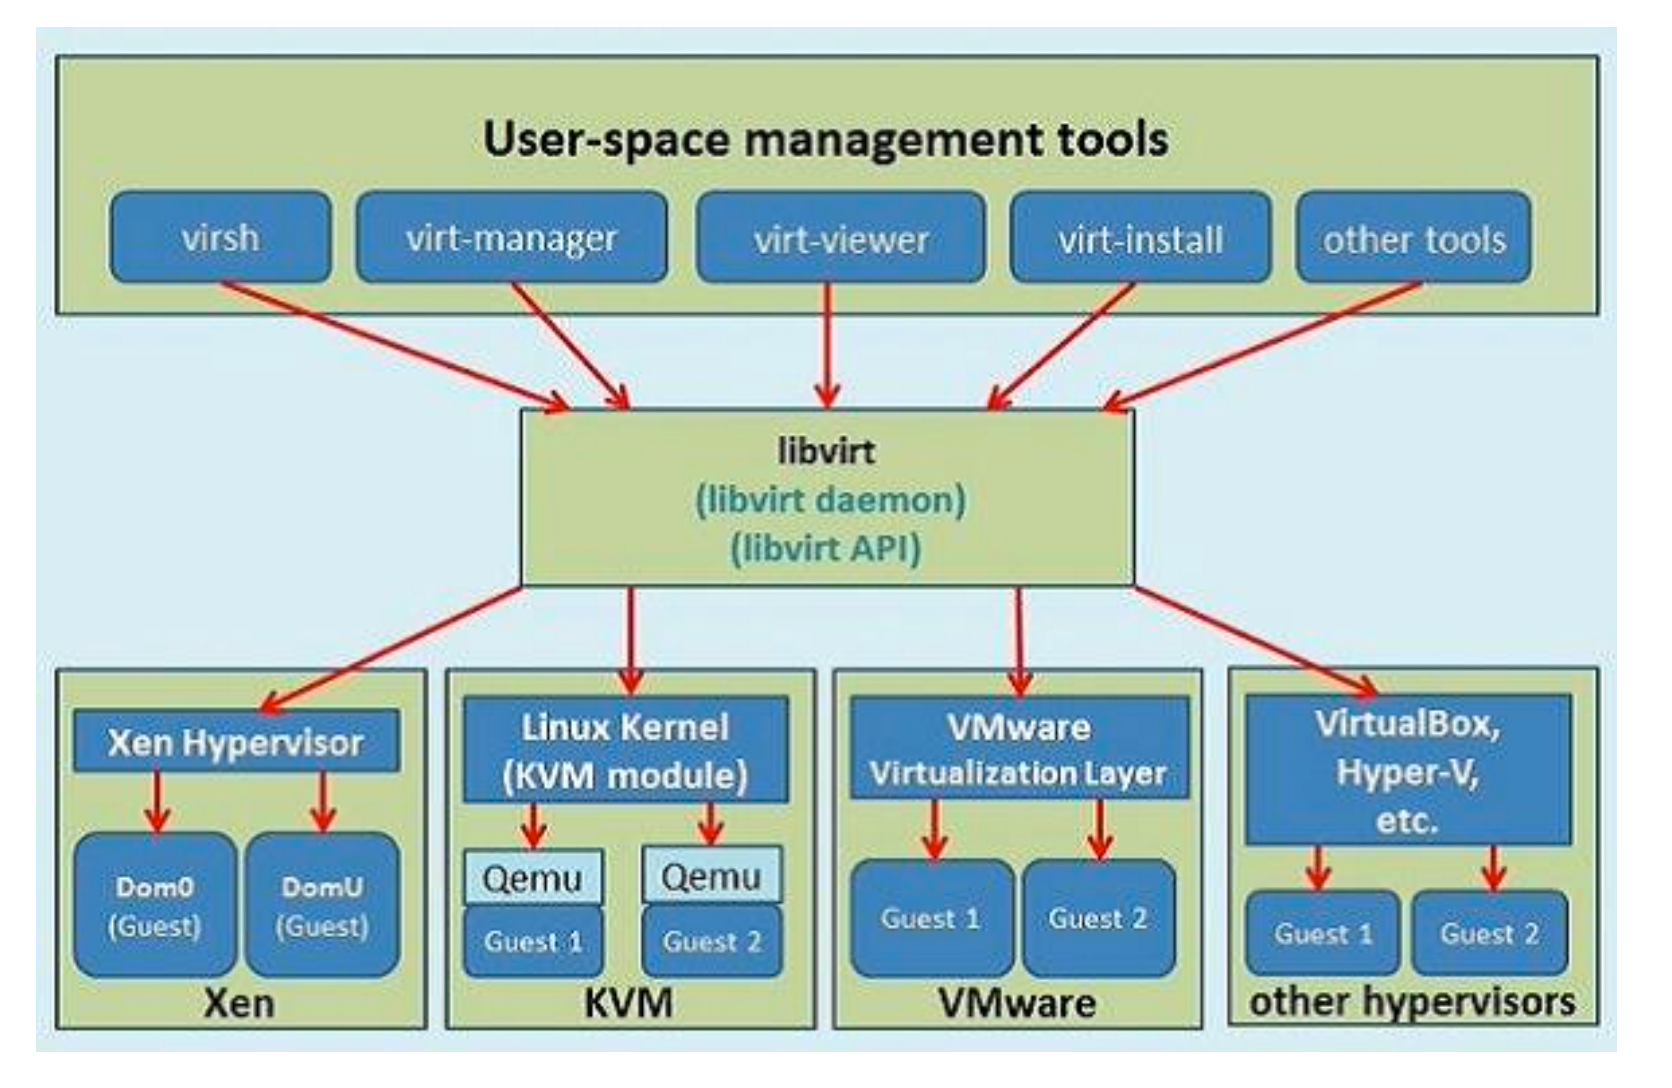 User-space management tools
virsh
virt-manager
virt-viewer
virt-install
other tools
libvirt
(libvirt daemon)
(libvirt API)
Xen Hypervisor
Dom0
(Guest)
DomU
(Guest)
Xen
Linux Kernel
(KVM module)
Qemu
Guest 1
Qemu
Guest 2
KVM
VMware
Virtualization Layer
Guest 1
Guest 2
VMware
VirtualBox,
Hyper-V,
etc.
Guest 1
Guest 2
other hypervisors